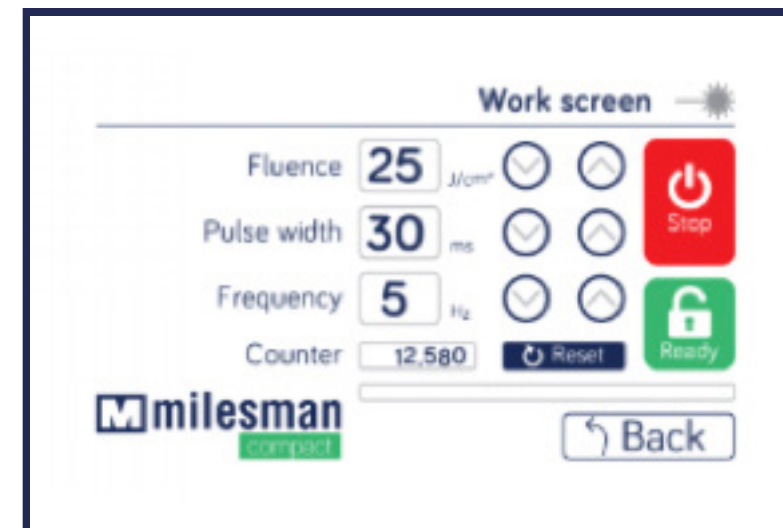 Work screen
Fluence 25 J/cm²
Pulse width 30 ms
Stop
Frequency 5 Hz
Counter 12,580 Reset
Ready
milesman
compact
Back